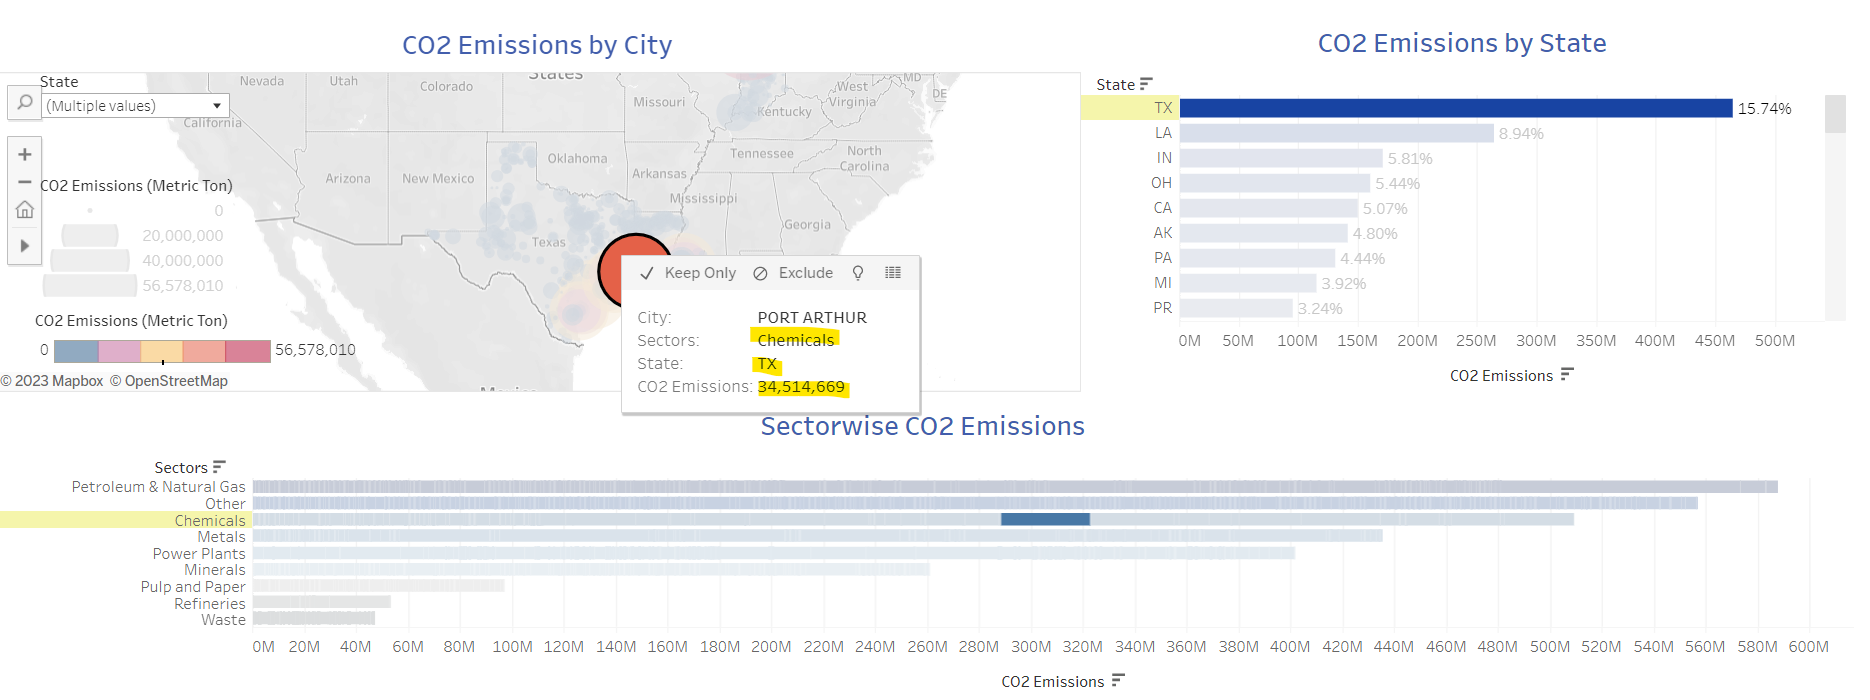 CO2 Emissions by City
CO2 Emissions by State
State
(Multiple values)
Nevada
Utah
Colorado
States
Missouri
West
Virginia
MD
DE
Kentucky
California
Oklahoma
Tennessee
North
Carolina
Arizona
New Mexico
Arkansas
Mississippi
Georgia
Texas
CO2 Emissions (Metric Ton)
0
20,000,000
40,000,000
56,578,010
CO2 Emissions (Metric Ton)
0
56,578,010
© 2023 Mapbox © OpenStreetMap
Mexico
Keep Only
Exclude
City: PORT ARTHUR
Sectors: Chemicals
State: TX
CO2 Emissions: 34,514,669
State
TX 15.74%
LA 8.94%
IN 5.81%
OH 5.44%
CA 5.07%
AK 4.80%
PA 4.44%
MI 3.92%
PR 3.24%
0M 50M 100M 150M 200M 250M 300M 350M 400M 450M 500M
CO2 Emissions
Sectorwise CO2 Emissions
Sectors
Petroleum & Natural Gas
Other
Chemicals
Metals
Power Plants
Minerals
Pulp and Paper
Refineries
Waste
0M 20M 40M 60M 80M 100M 120M 140M 160M 180M 200M 220M 240M 260M 280M 300M 320M 340M 360M 380M 400M 420M 440M 460M 480M 500M 520M 540M 560M 580M 600M
CO2 Emissions